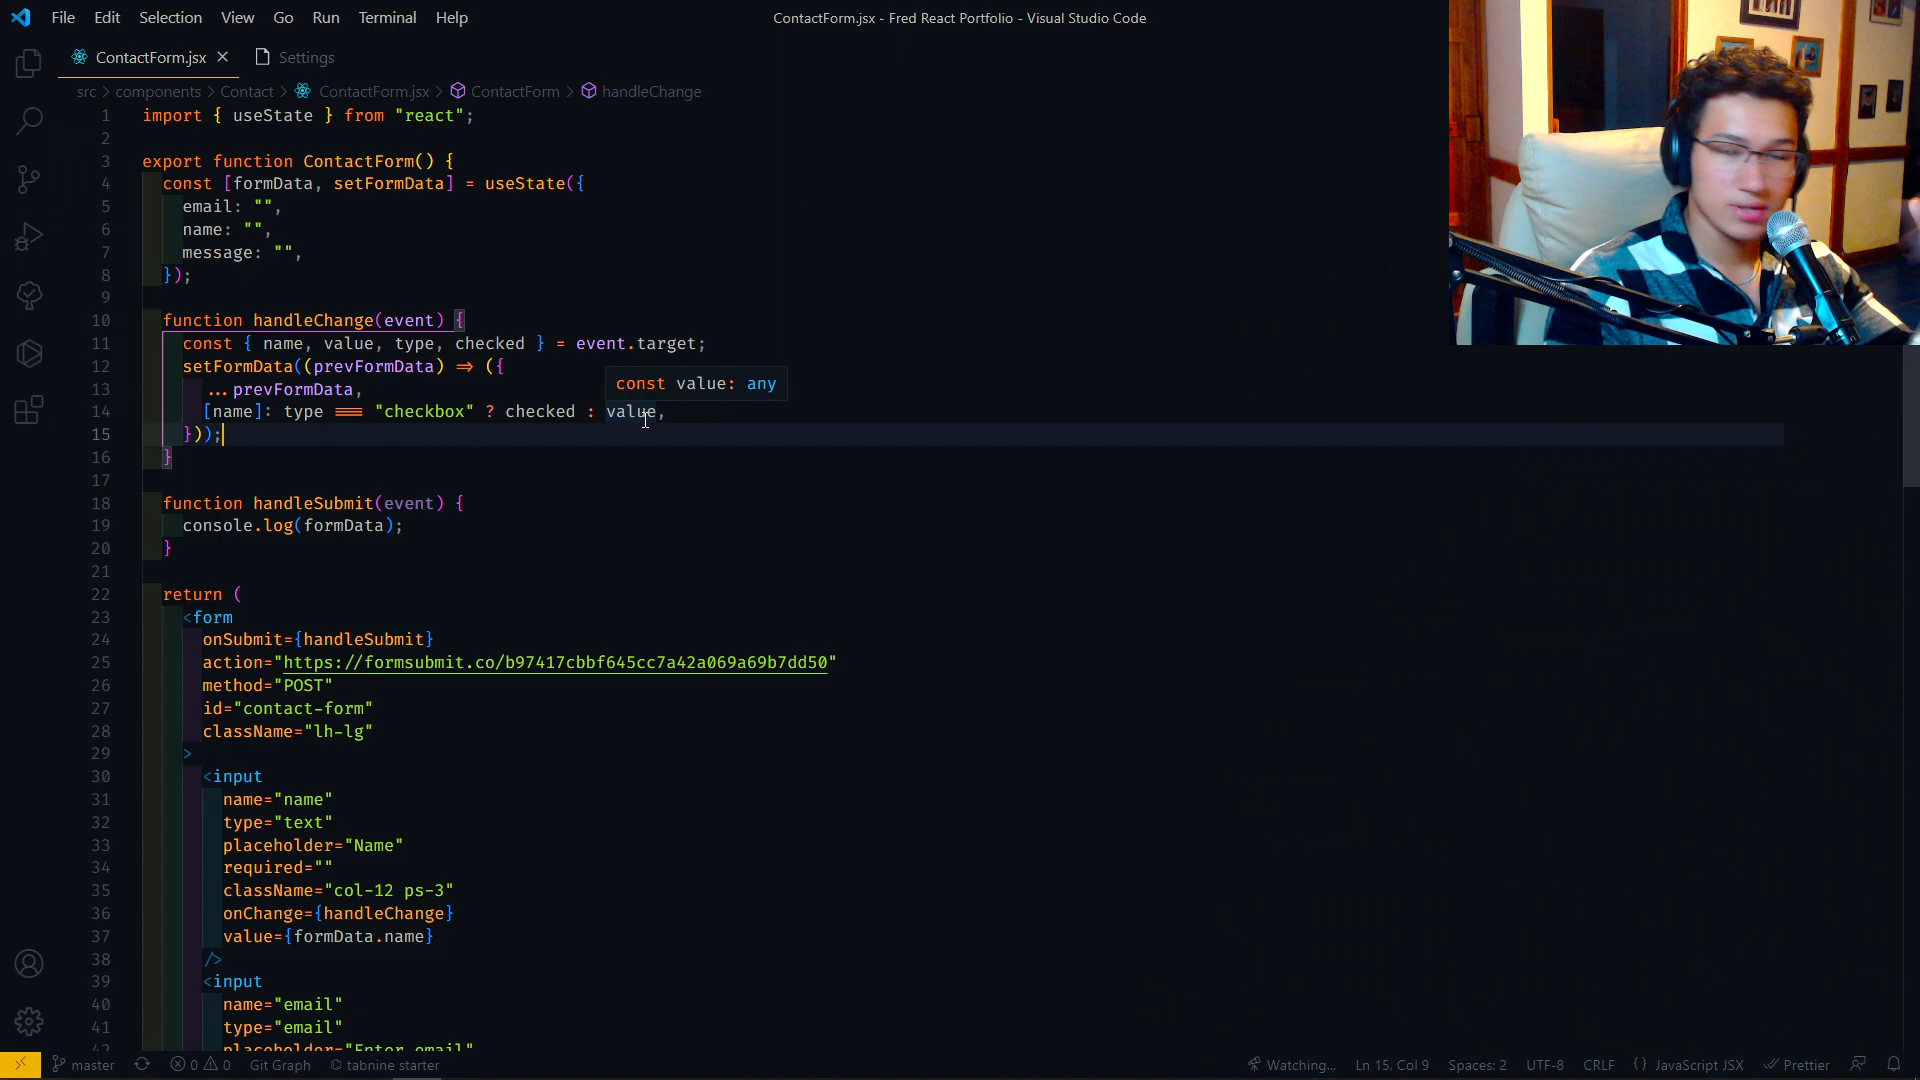 File Edit Selection View Go Run Terminal Help
ContactForm.jsx - Fred React Portfolio - Visual Studio Code
ContactForm.jsx Settings
src > components > Contact > ContactForm.jsx > ContactForm > handleChange
1 import { useState } from "react";
2
3 export function ContactForm() {
4 const [formData, setFormData] = useState({
5 email: "",
6 name: "",
7 message: "",
8 });
9
10 function handleChange(event) {
11 const { name, value, type, checked } = event.target;
12 setFormData((prevFormData) => ({
const value: any
13 ...prevFormData,
14 [name]: type === "checkbox" ? checked : value,
15 }));
16 }
17
18 function handleSubmit(event) {
19 console.log(formData);
20 }
21
22 return (
23 <form
24 onSubmit={handleSubmit}
25 action="https://formsubmit.co/b97417cbbf645cc7a42a069a69b7dd50"
26 method="POST"
27 id="contact-form"
28 className="lh-lg"
29 >
30 <input
31 name="name"
32 type="text"
33 placeholder="Name"
34 required=""
35 className="col-12 ps-3"
36 onChange={handleChange}
37 value={formData.name}
38 />
39 <input
40 name="email"
41 type="email"
42 placeholder="Enter email"
master 0 0 Git Graph tabnine starter Watching... Ln 15, Col 9 Spaces: 2 UTF-8 CRLF {} JavaScript JSX Prettier